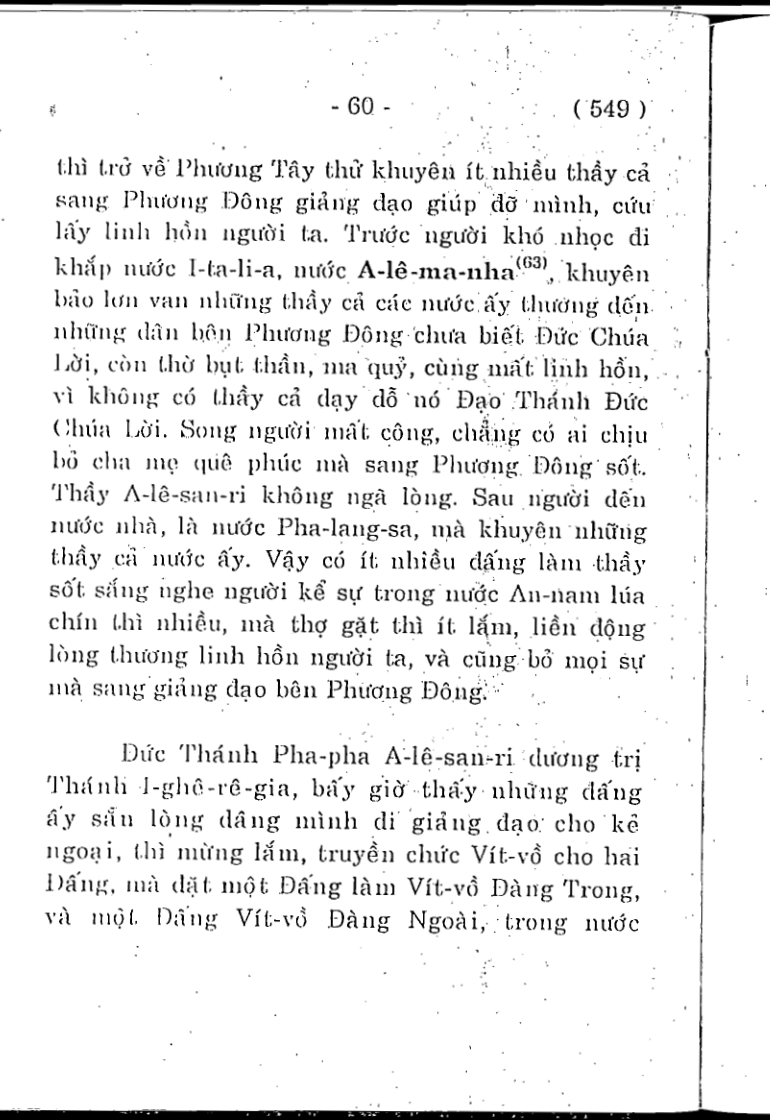 - 60 - ( 549 )
thì trở về Phương Tây thử khuyên ít nhiều thầy cả
sang Phương Đông giảng đạo giúp đỡ mình, cứu
lấy linh hồn người ta. Trước người khó nhọc đi
khắp nước I-ta-li-a, nước A-lê-ma-nha(63), khuyên
bảo lơn van những thầy cả các nước ấy thương đến
những dân bên Phương Đông chưa biết Đức Chúa
Lời, còn thờ bụt thần, ma quỷ, cùng mất linh hồn,
vì không có thầy cả dạy dỗ nó Đạo Thánh Đức
Chúa Lời. Song người mất công, chẳng có ai chịu
bỏ cha mẹ quê phúc mà sang Phương Đông sốt.
Thầy A-lê-san-ri không ngã lòng. Sau người đến
nước nhà, là nước Pha-lang-sa, mà khuyên những
thầy cả nước ấy. Vậy có ít nhiều đấng làm thầy
sốt sắng nghe người kể sự trong nước An-nam lúa
chín thì nhiều, mà thợ gặt thì ít lắm, liền động
lòng thương linh hồn người ta, và cũng bỏ mọi sự
mà sang giảng đạo bên Phương Đông.
Đức Thánh Pha-pha A-lê-san-ri đương trị
Thánh I-ghê-rê-gia, bấy giờ thấy những đấng
ấy sẵn lòng dâng mình đi giảng đạo cho kẻ
ngoại, thì mừng lắm, truyền chức Vít-vồ cho hai
Đấng, mà đặt một Đấng làm Vít-vồ Đàng Trong,
và một Đấng Vít-vồ Đàng Ngoài, trong nước